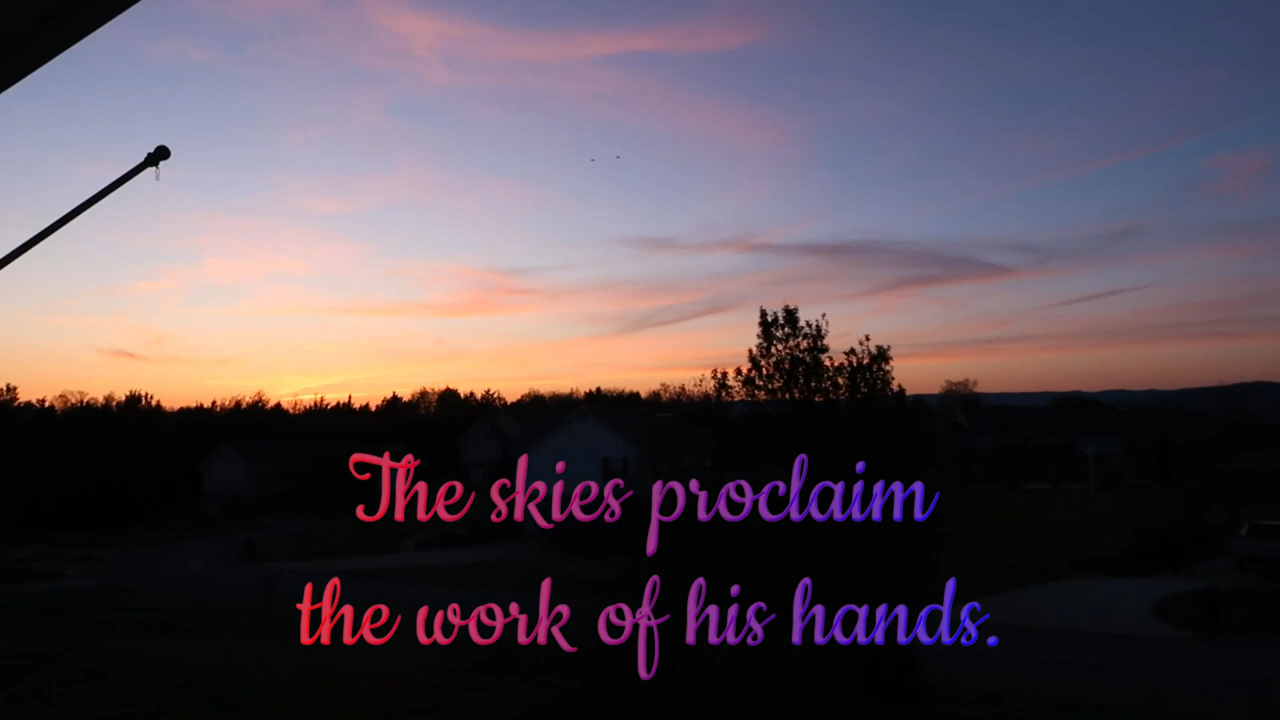 The skies proclaim
the work of his hands.